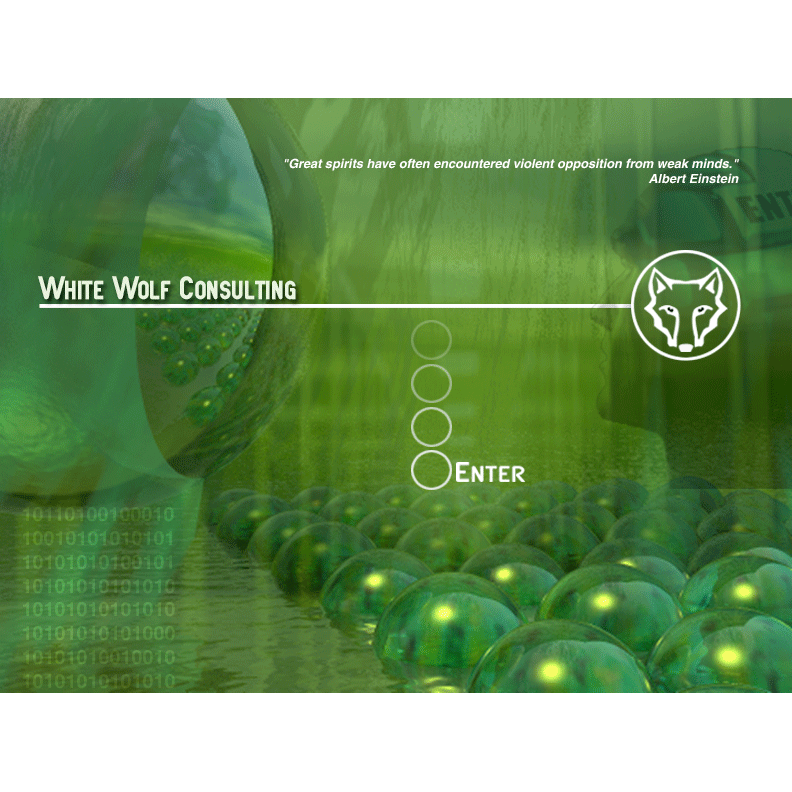 "Great spirits have often encountered violent opposition from weak minds."
Albert Einstein
ENT
White Wolf Consulting
Enter
10110100100010
10010101010101
10101010100101
10101010101010
10101010101010
10101010101000
10101010010010
10101010101010